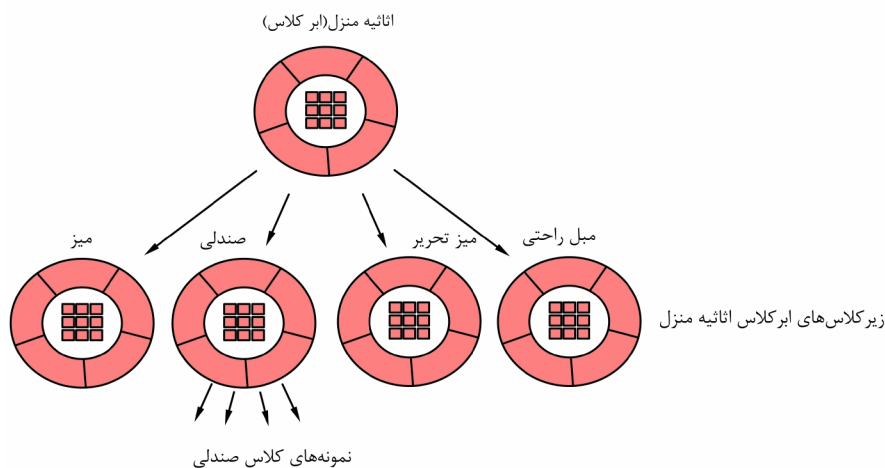 اثاثیه منزل(ابر کلاس)
مبل راحتی
میز تحریر
صندلی
میز
زیرکلاس‌های ابرکلاس اثاثیه منزل
نمونه‌های کلاس صندلی